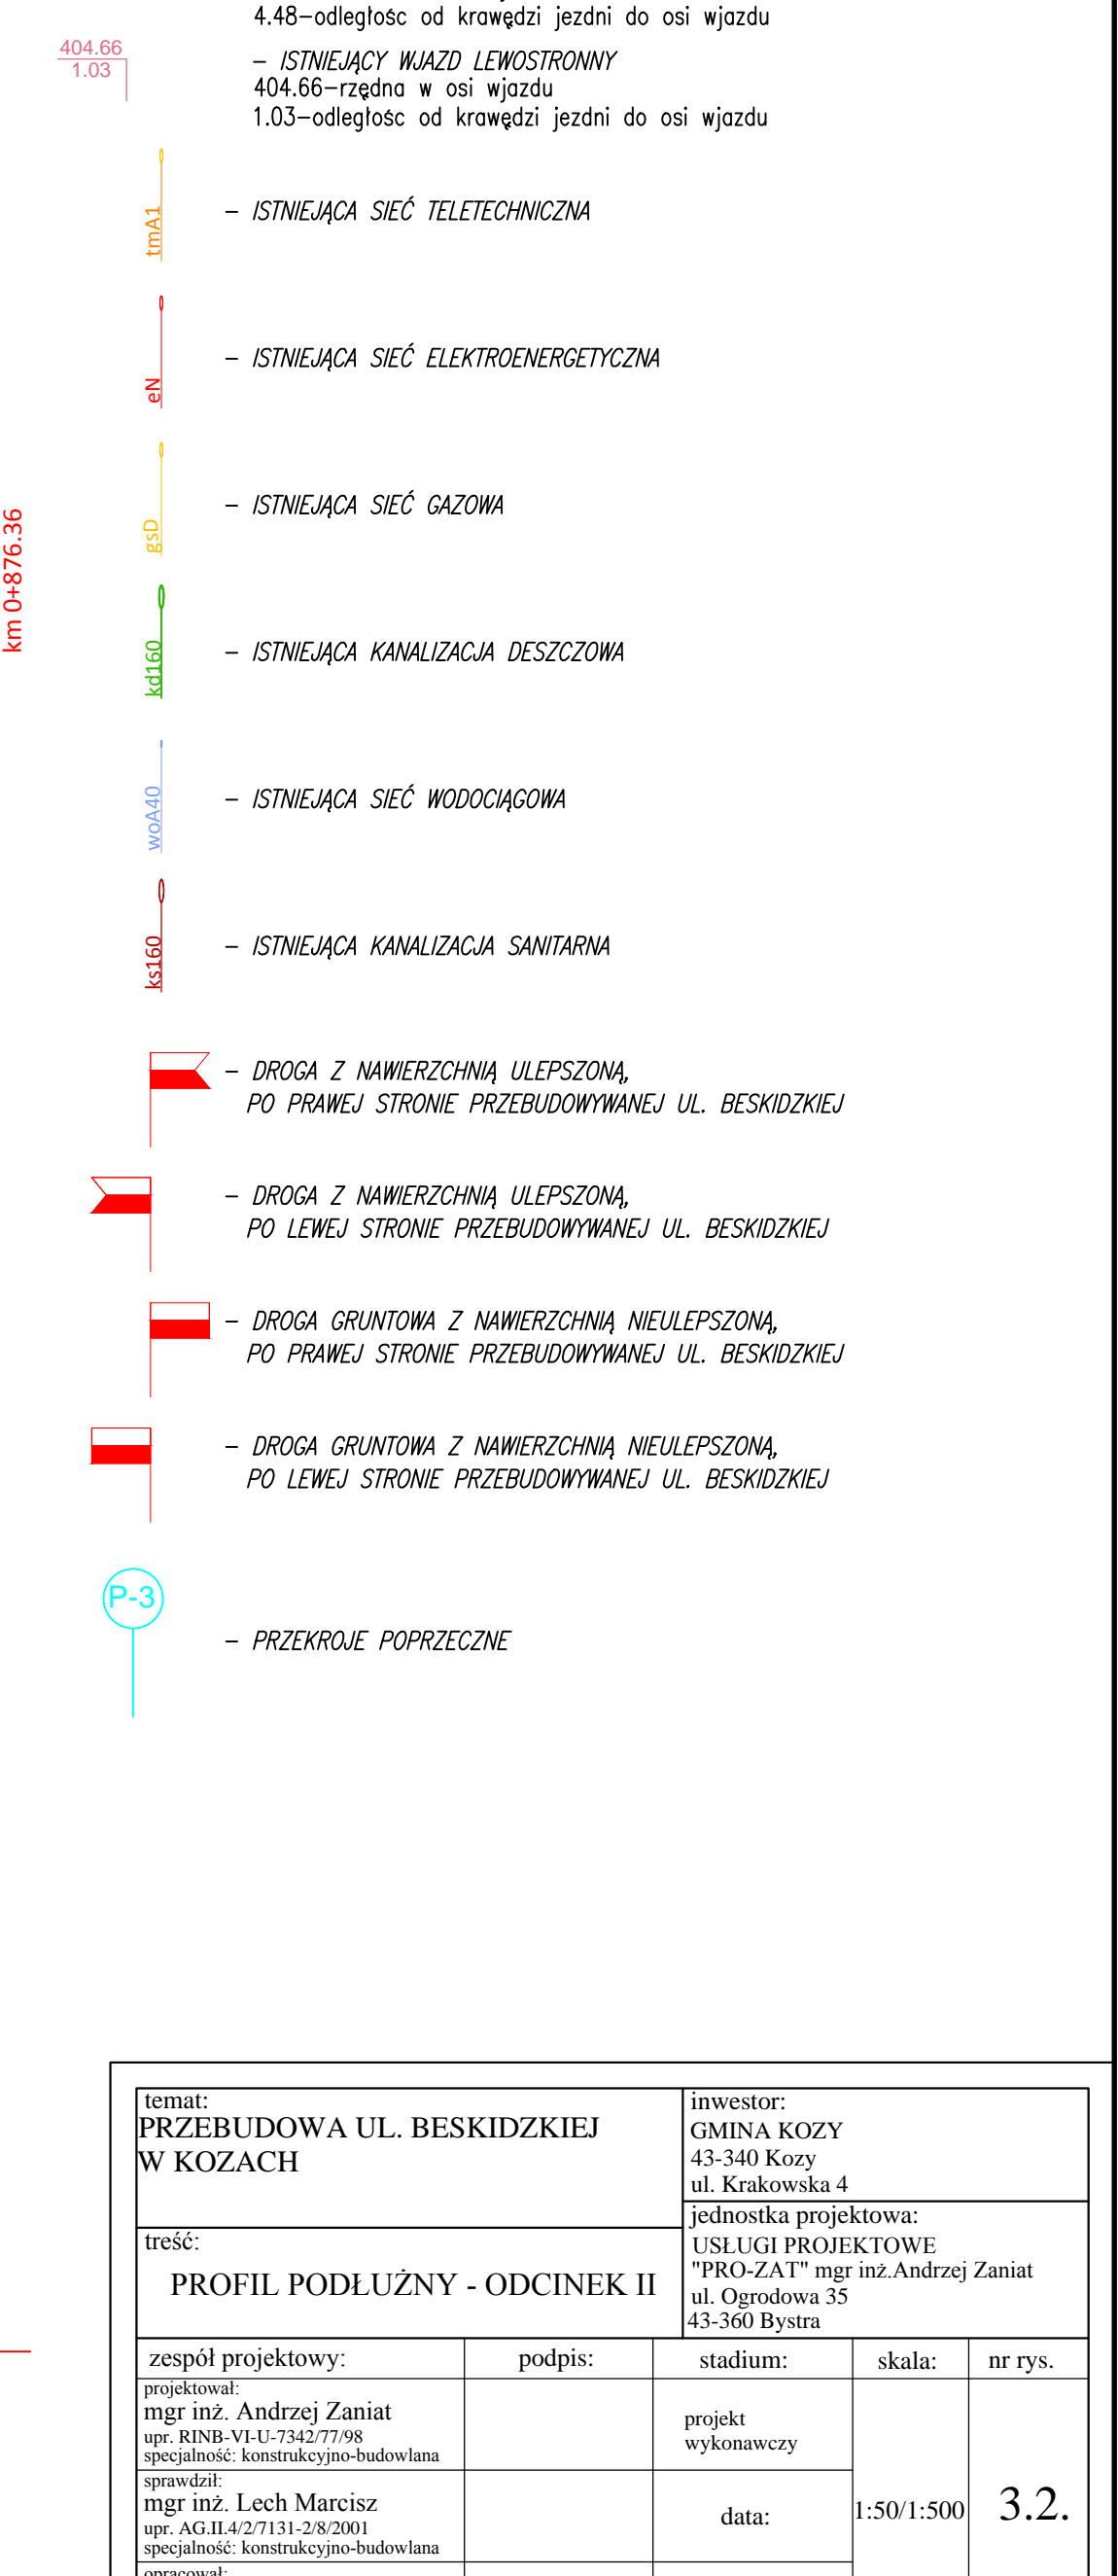 4.48-odległośc od krawędzi jezdni do osi wjazdu
404.66
1.03
- ISTNIEJĄCY WJAZD LEWOSTRONNY
404.66-rzędna w osi wjazdu
1.03-odległośc od krawędzi jezdni do osi wjazdu
tmA1
- ISTNIEJĄCA SIEĆ TELETECHNICZNA
eN
- ISTNIEJĄCA SIEĆ ELEKTROENERGETYCZNA
gsD
- ISTNIEJĄCA SIEĆ GAZOWA
km 0+876.36
kd160
- ISTNIEJĄCA KANALIZACJA DESZCZOWA
woA40
- ISTNIEJĄCA SIEĆ WODOCIĄGOWA
ks160
- ISTNIEJĄCA KANALIZACJA SANITARNA
- DROGA Z NAWIERZCHNIĄ ULEPSZONĄ,
PO PRAWEJ STRONIE PRZEBUDOWYWANEJ UL. BESKIDZKIEJ
- DROGA Z NAWIERZCHNIĄ ULEPSZONĄ,
PO LEWEJ STRONIE PRZEBUDOWYWANEJ UL. BESKIDZKIEJ
- DROGA GRUNTOWA Z NAWIERZCHNIĄ NIEULEPSZONĄ,
PO PRAWEJ STRONIE PRZEBUDOWYWANEJ UL. BESKIDZKIEJ
- DROGA GRUNTOWA Z NAWIERZCHNIĄ NIEULEPSZONĄ,
PO LEWEJ STRONIE PRZEBUDOWYWANEJ UL. BESKIDZKIEJ
P-3
- PRZEKROJE POPRZECZNE
temat:
PRZEBUDOWA UL. BESKIDZKIEJ
W KOZACH
inwestor:
GMINA KOZY
43-340 Kozy
ul. Krakowska 4
treść:
PROFIL PODŁUŻNY - ODCINEK II
jednostka projektowa:
USŁUGI PROJEKTOWE
"PRO-ZAT" mgr inż.Andrzej Zaniat
ul. Ogrodowa 35
43-360 Bystra
zespół projektowy:
podpis:
stadium:
skala:
nr rys.
projektował:
mgr inż. Andrzej Zaniat
upr. RINB-VI-U-7342/77/98
specjalność: konstrukcyjno-budowlana
projekt
wykonawczy
sprawdził:
mgr inż. Lech Marcisz
upr. AG.II.4/2/7131-2/8/2001
specjalność: konstrukcyjno-budowlana
data:
1:50/1:500
3.2.
opracował: